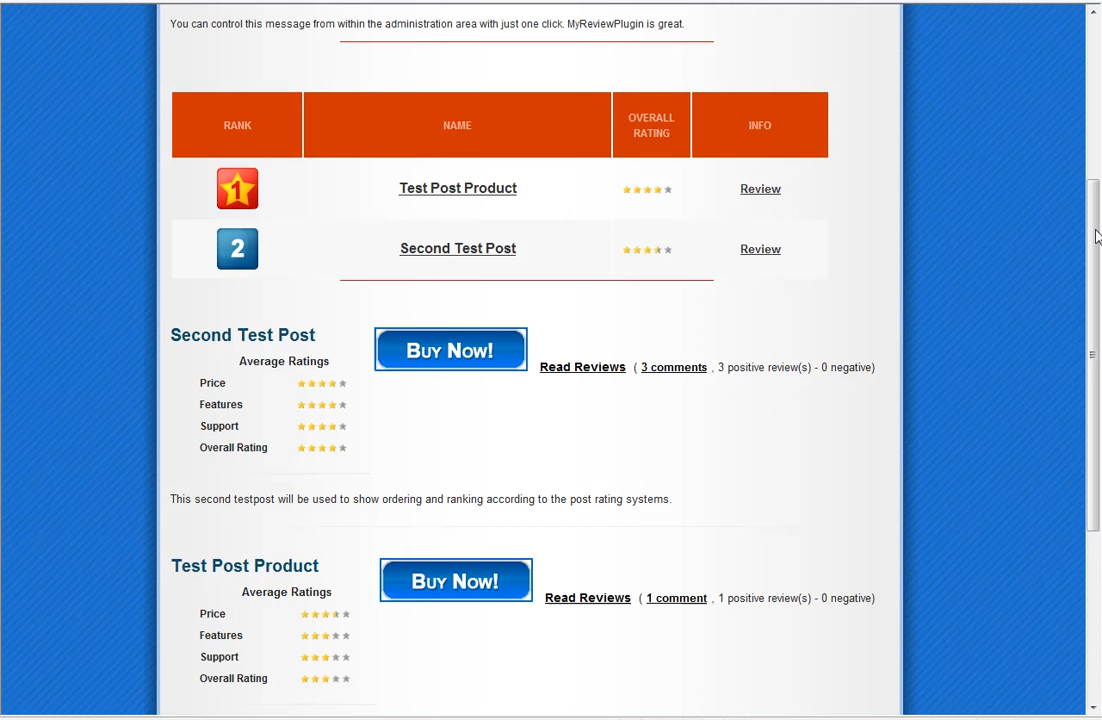 You can control this message from within the administration area with just one click. MyReviewPlugin is great.
RANK NAME OVERALL RATING INFO
1 Test Post Product Review
2 Second Test Post Review
Second Test Post
BUY NOW!
Average Ratings
Read Reviews ( 3 comments , 3 positive review(s) - 0 negative)
Price
Features
Support
Overall Rating
This second testpost will be used to show ordering and ranking according to the post rating systems.
Test Post Product
BUY NOW!
Average Ratings
Read Reviews ( 1 comment , 1 positive review(s) - 0 negative)
Price
Features
Support
Overall Rating